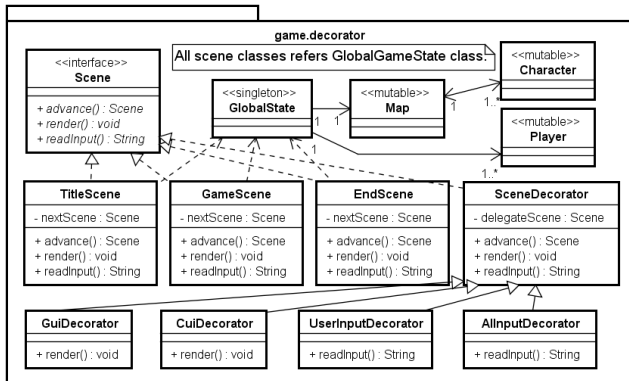 game.decorator
All scene classes refers GlobalGameState class.
<<interface>>
Scene
+ advance() : Scene
+ render() : void
+ readInput() : String
<<singleton>>
GlobalState
<<mutable>>
Map
<<mutable>>
Character
<<mutable>>
Player
1
1
1
1..*
1
1..*
TitleScene
- nextScene : Scene
+ advance() : Scene
+ render() : void
+ readInput() : String
GameScene
- nextScene : Scene
+ advance() : Scene
+ render() : void
+ readInput() : String
EndScene
- nextScene : Scene
+ advance() : Scene
+ render() : void
+ readInput() : String
SceneDecorator
- delegateScene : Scene
+ advance() : Scene
+ render() : void
+ readInput() : String
GuiDecorator
+ render() : void
CuiDecorator
+ render() : void
UserInputDecorator
+ readInput() : String
AIInputDecorator
+ readInput() : String